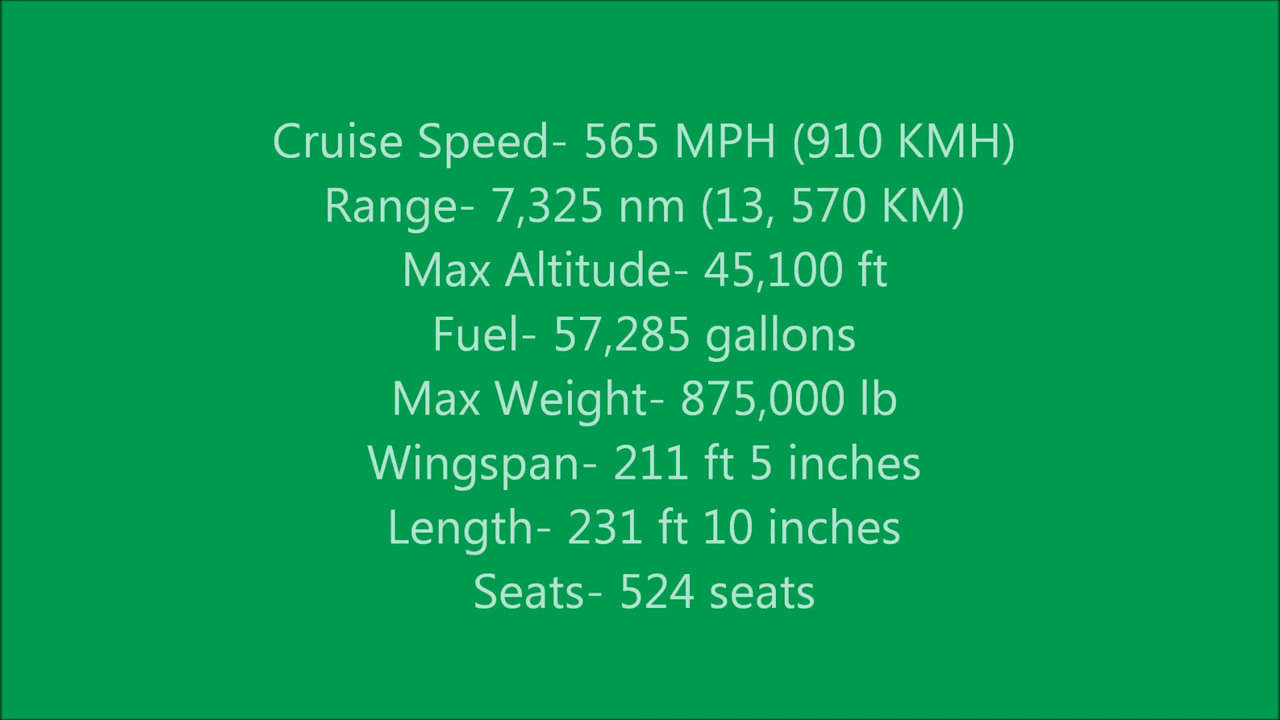 Cruise Speed- 565 MPH (910 KMH)
Range- 7,325 nm (13, 570 KM)
Max Altitude- 45,100 ft
Fuel- 57,285 gallons
Max Weight- 875,000 lb
Wingspan- 211 ft 5 inches
Length- 231 ft 10 inches
Seats- 524 seats